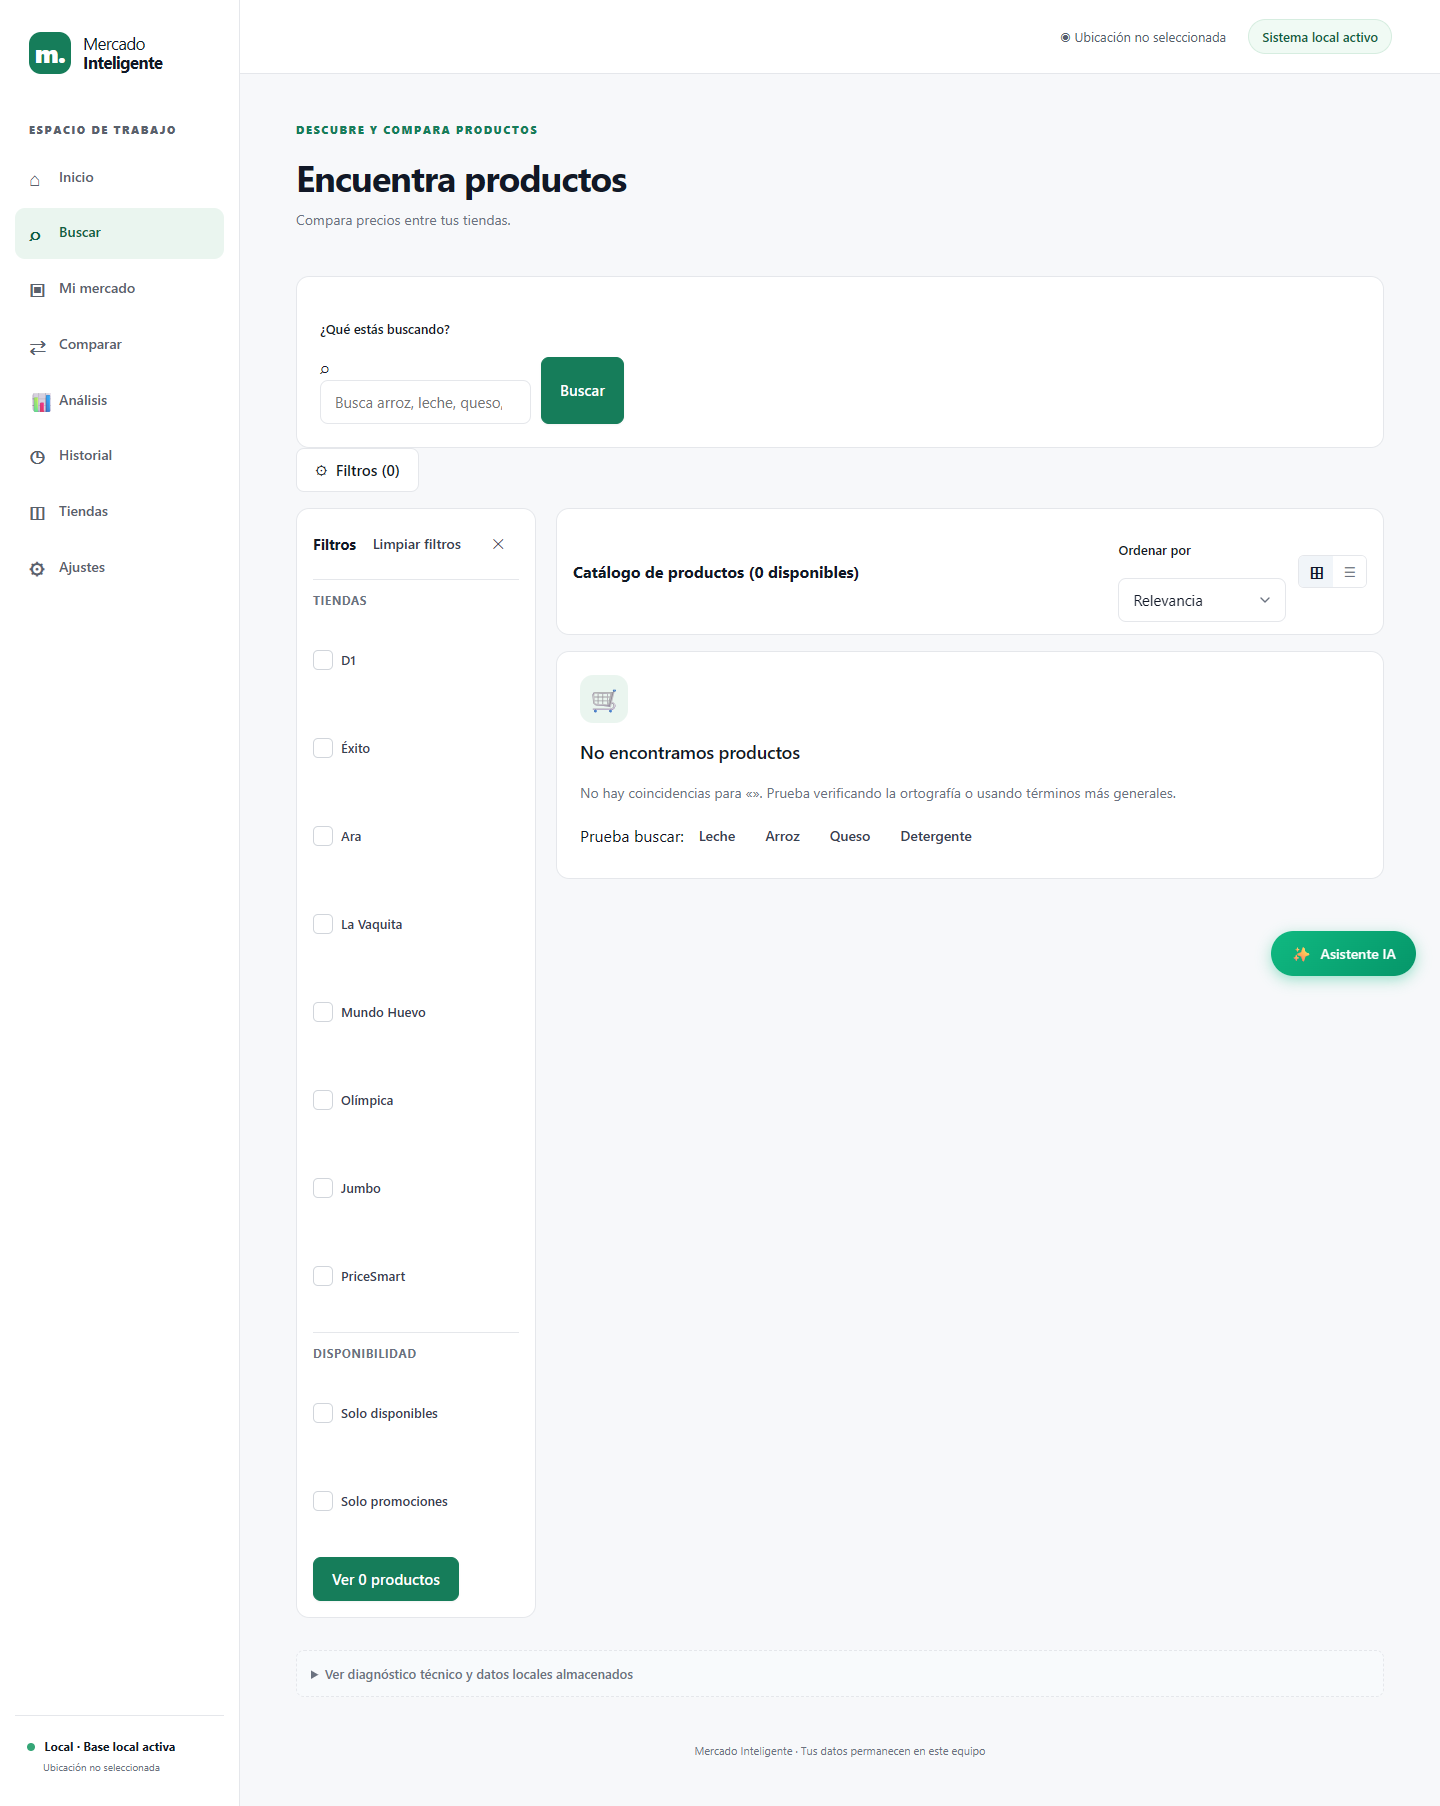 m.
Mercado
Inteligente
ESPACIO DE TRABAJO
Inicio
Buscar
Mi mercado
Comparar
Análisis
Historial
Tiendas
Ajustes
Local · Base local activa
Ubicación no seleccionada
Ubicación no seleccionada
Sistema local activo
DESCUBRE Y COMPARA PRODUCTOS
Encuentra productos
Compara precios entre tus tiendas.
¿Qué estás buscando?
Busca arroz, leche, queso,
Buscar
Filtros (0)
Filtros
Limpiar filtros
TIENDAS
D1
Éxito
Ara
La Vaquita
Mundo Huevo
Olímpica
Jumbo
PriceSmart
DISPONIBILIDAD
Solo disponibles
Solo promociones
Ver 0 productos
Catálogo de productos (0 disponibles)
Ordenar por
Relevancia
No encontramos productos
No hay coincidencias para «». Prueba verificando la ortografía o usando términos más generales.
Prueba buscar: Leche Arroz Queso Detergente
Asistente IA
Ver diagnóstico técnico y datos locales almacenados
Mercado Inteligente · Tus datos permanecen en este equipo